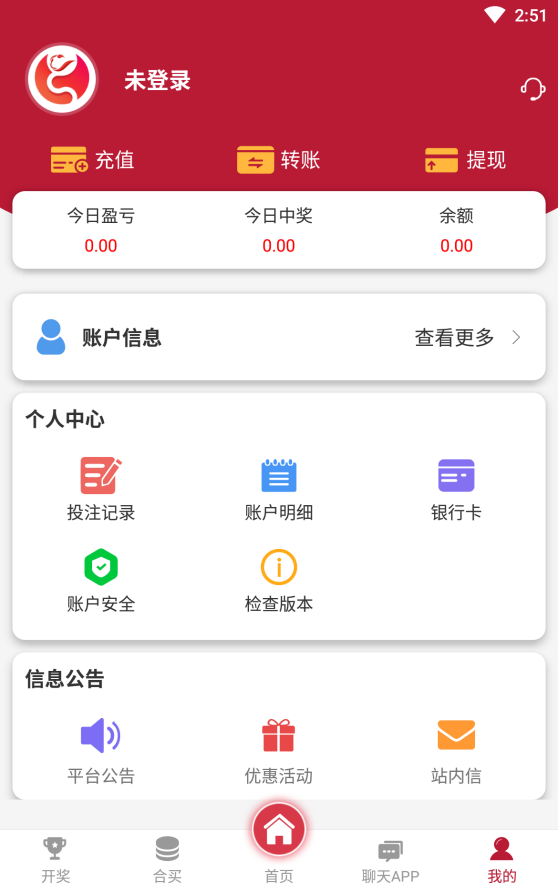 2:51
未登录
充值 转账 提现
今日盈亏 今日中奖 余额
0.00 0.00 0.00
账户信息 查看更多
个人中心
投注记录 账户明细 银行卡
账户安全 检查版本
信息公告
平台公告 优惠活动 站内信
开奖 合买 首页 聊天APP 我的